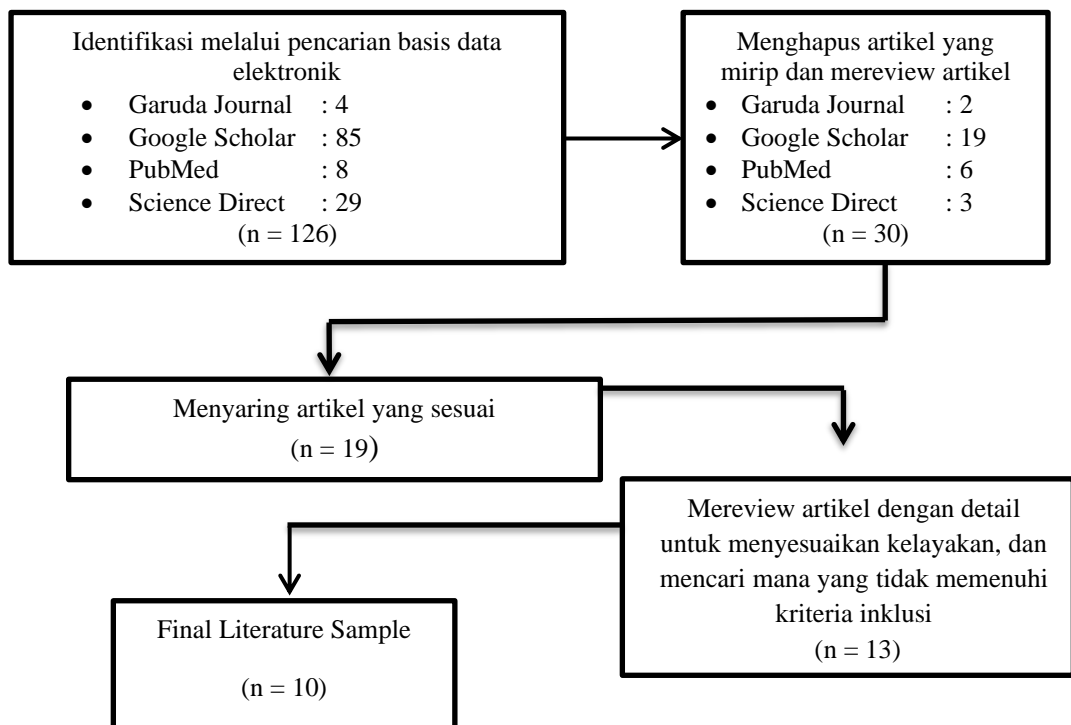 Identifikasi melalui pencarian basis data
elektronik
• Garuda Journal : 4
• Google Scholar : 85
• PubMed : 8
• Science Direct : 29
(n = 126)
Menghapus artikel yang
mirip dan mereview artikel
• Garuda Journal : 2
• Google Scholar : 19
• PubMed : 6
• Science Direct : 3
(n = 30)
Menyaring artikel yang sesuai
(n = 19)
Mereview artikel dengan detail
untuk menyesuaikan kelayakan, dan
mencari mana yang tidak memenuhi
kriteria inklusi
(n = 13)
Final Literature Sample
(n = 10)